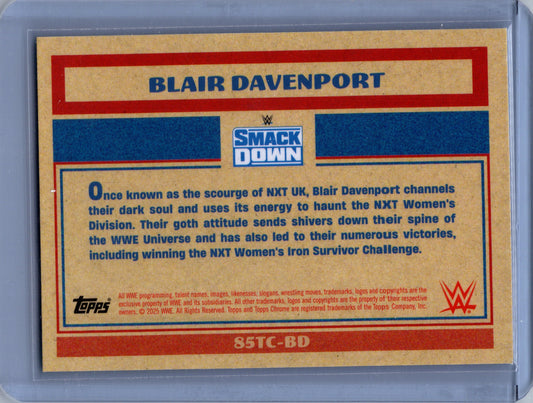 BLAIR DAVENPORT
W
SMACK
DOWN
Once known as the scourge of NXT UK, Blair Davenport channels
their dark soul and uses its energy to haunt the NXT Women's
Division. Their goth attitude sends shivers down their spine of
the WWE Universe and has also led to their numerous victories,
including winning the NXT Women's Iron Survivor Challenge.
Topps
All WWE programming, talent names, images, likenesses, slogans, wrestling moves, trademarks, logos and copyrights are the
exclusive property of WWE and its subsidiaries. All other trademarks, logos and copyrights are the property of their respective
owners. © 2025 WWE. All Rights Reserved. Topps and Topps Chrome are registered trademarks of the Topps Company, Inc.
W
85TC-BD